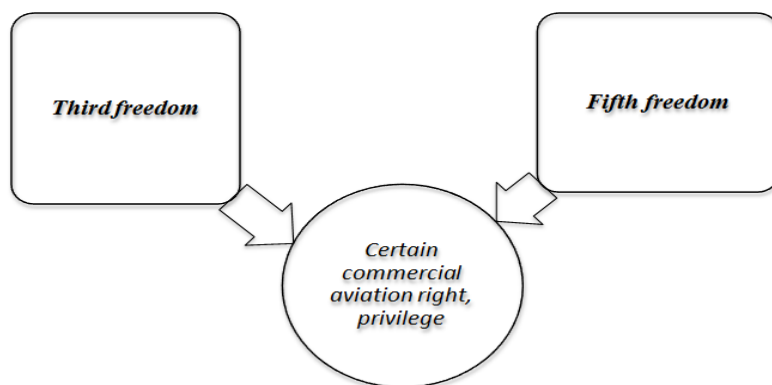 Third freedom
Fifth freedom
Certain
commercial
aviation right,
privilege